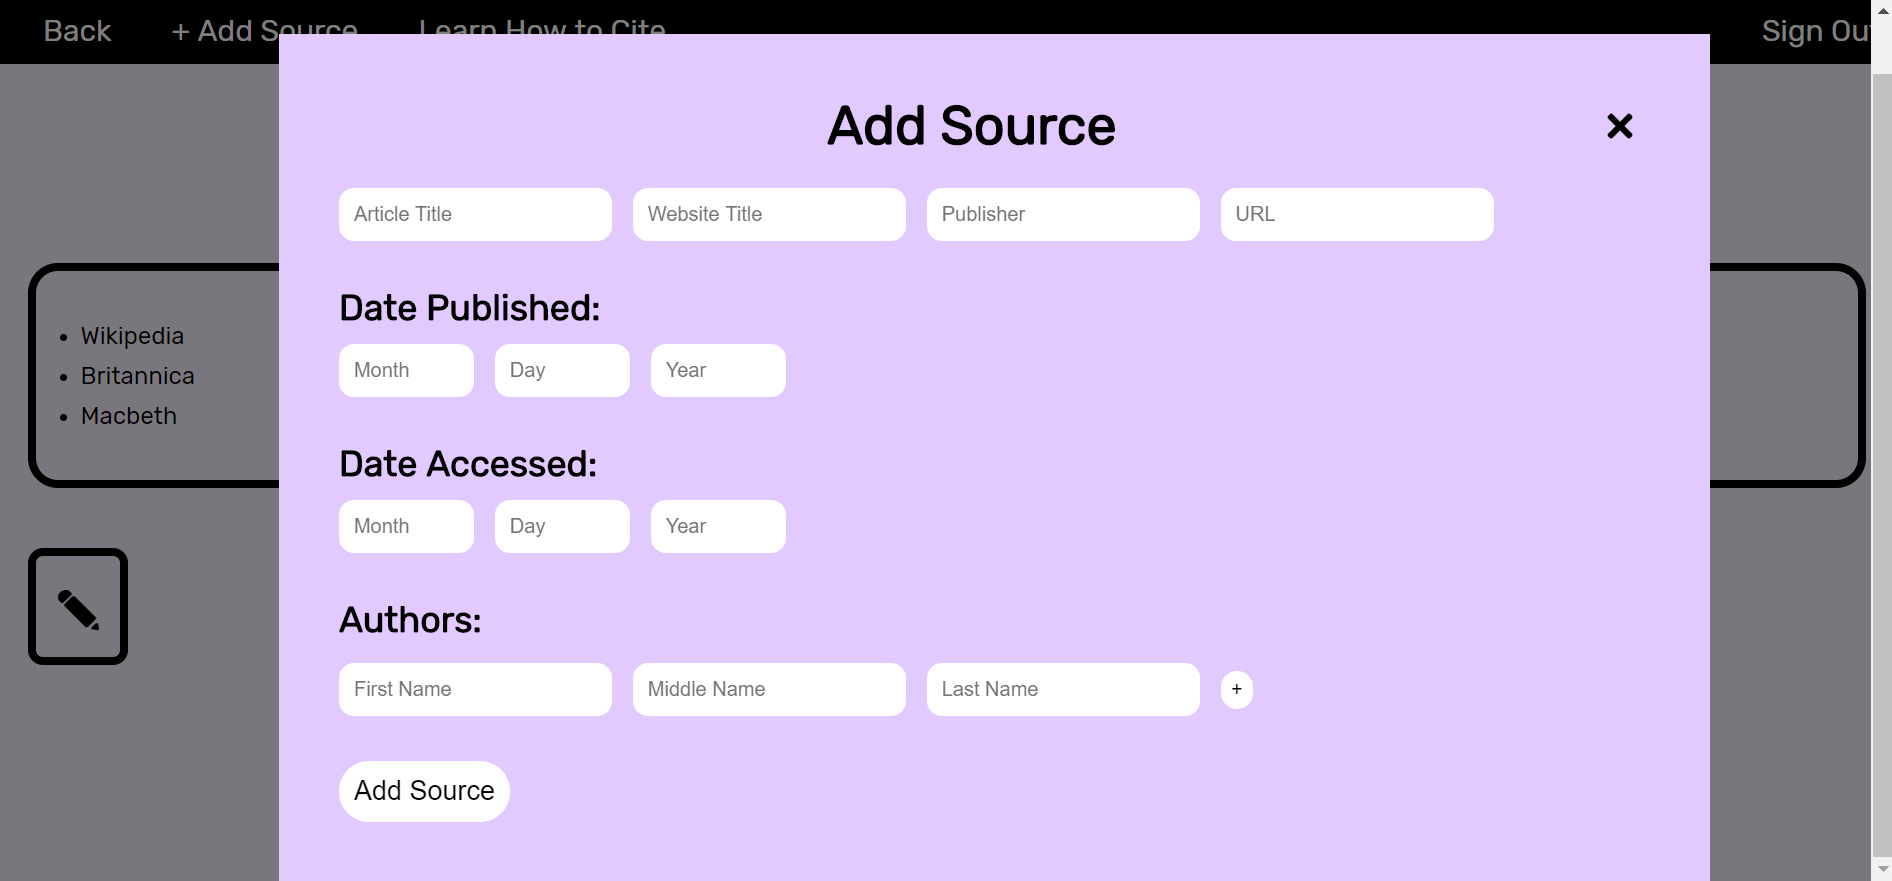 Back + Add Source Learn How to Cite Sign Out
Add Source
Article Title Website Title Publisher URL
Date Published:
Month Day Year
Wikipedia
Britannica
Macbeth
Date Accessed:
Month Day Year
Authors:
First Name Middle Name Last Name +
Add Source